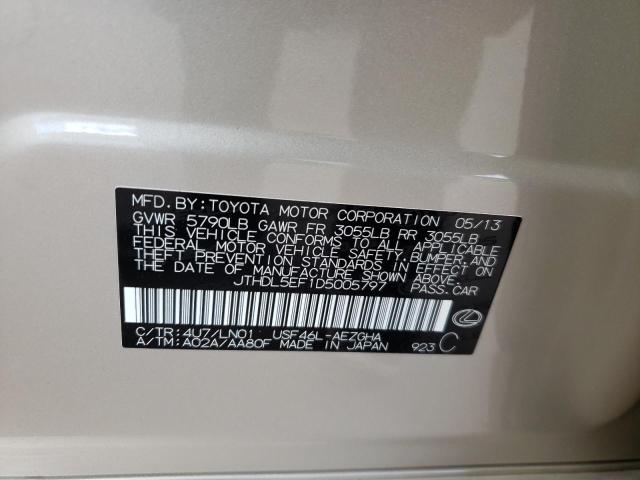 MFD. BY: TOYOTA MOTOR CORPORATION 05/13
GVWR 5790LB GAWR FR 3055LB RR 3055LB
THIS VEHICLE CONFORMS TO ALL APPLICABLE
FEDERAL MOTOR VEHICLE SAFETY, BUMPER, AND
THEFT PREVENTION STANDARDS IN EFFECT ON
THE DATE OF MANUFACTURE SHOWN ABOVE.
JTHDL5EF1D5005797 PASS. CAR
C/TR: 4U7/LN01 USF46L-AEZGHA
A/TM: A02A/AA80F MADE IN JAPAN 923 C